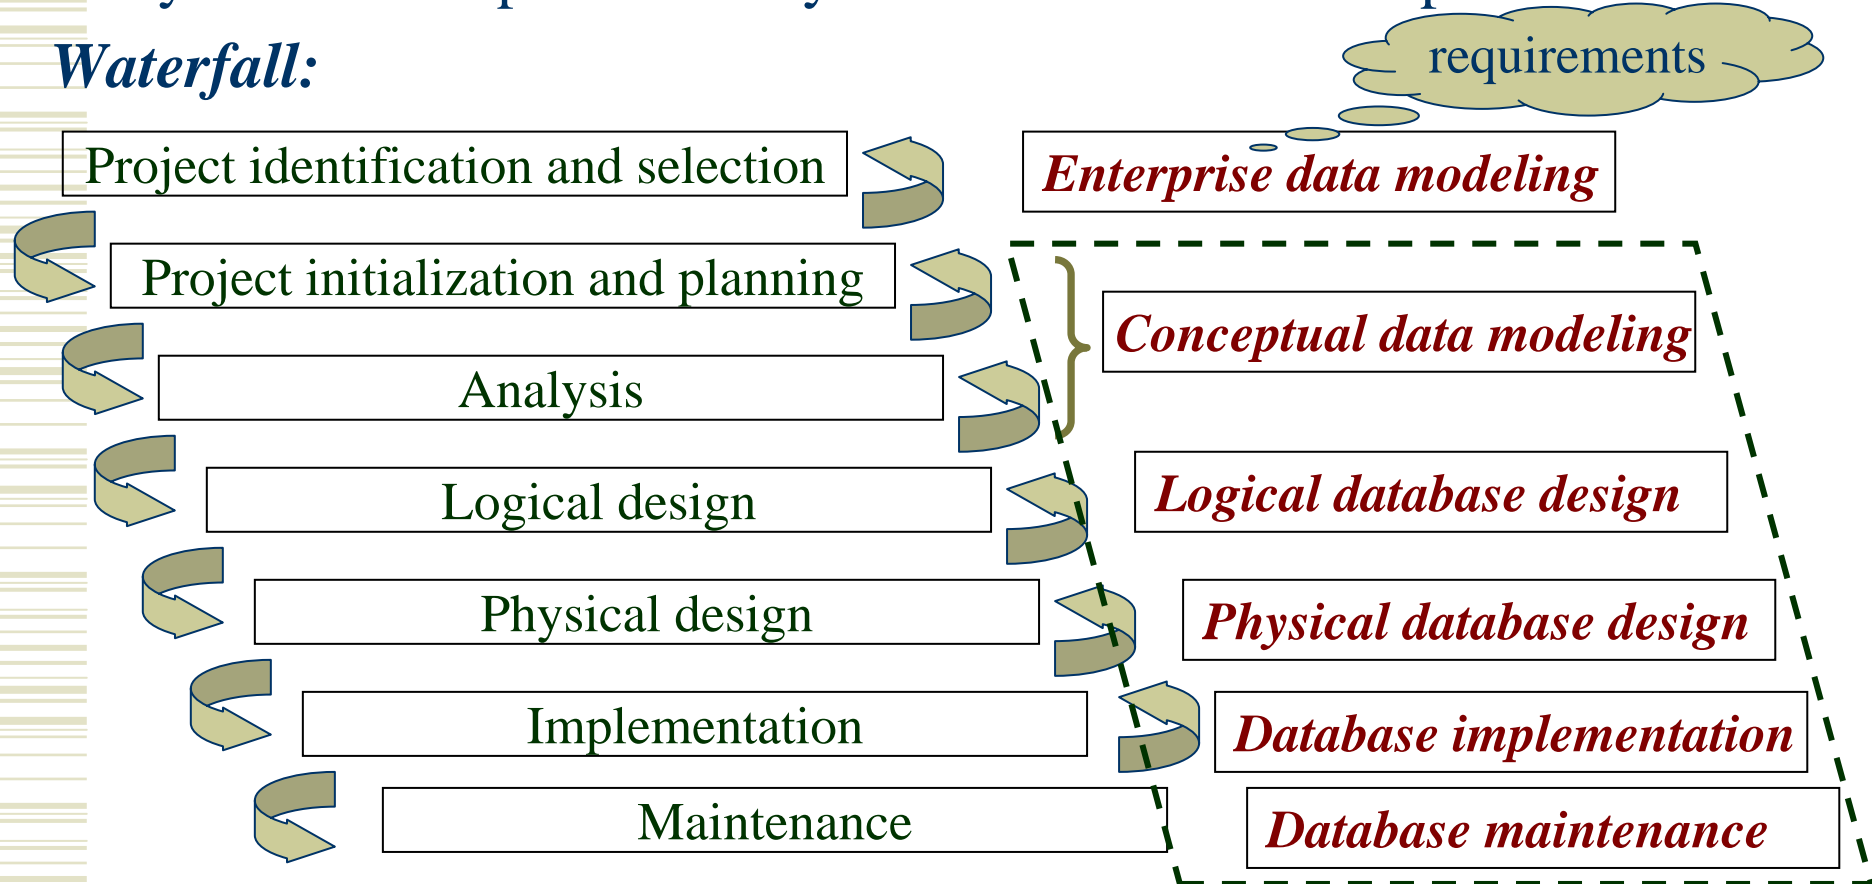 Waterfall:
requirements
Project identification and selection
Enterprise data modeling
Project initialization and planning
Conceptual data modeling
Analysis
Logical design
Logical database design
Physical design
Physical database design
Implementation
Database implementation
Maintenance
Database maintenance